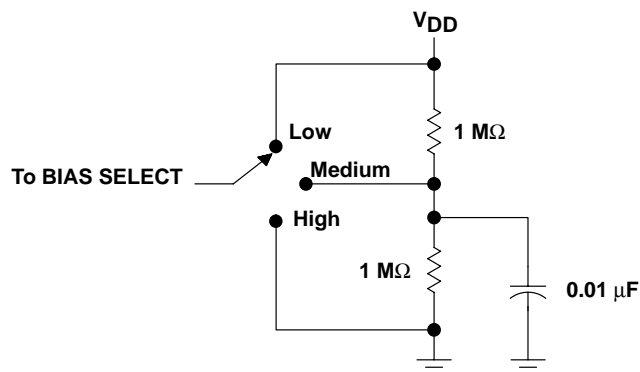 VDD
Low
1 MΩ
To BIAS SELECT
Medium
High
1 MΩ
0.01 μF